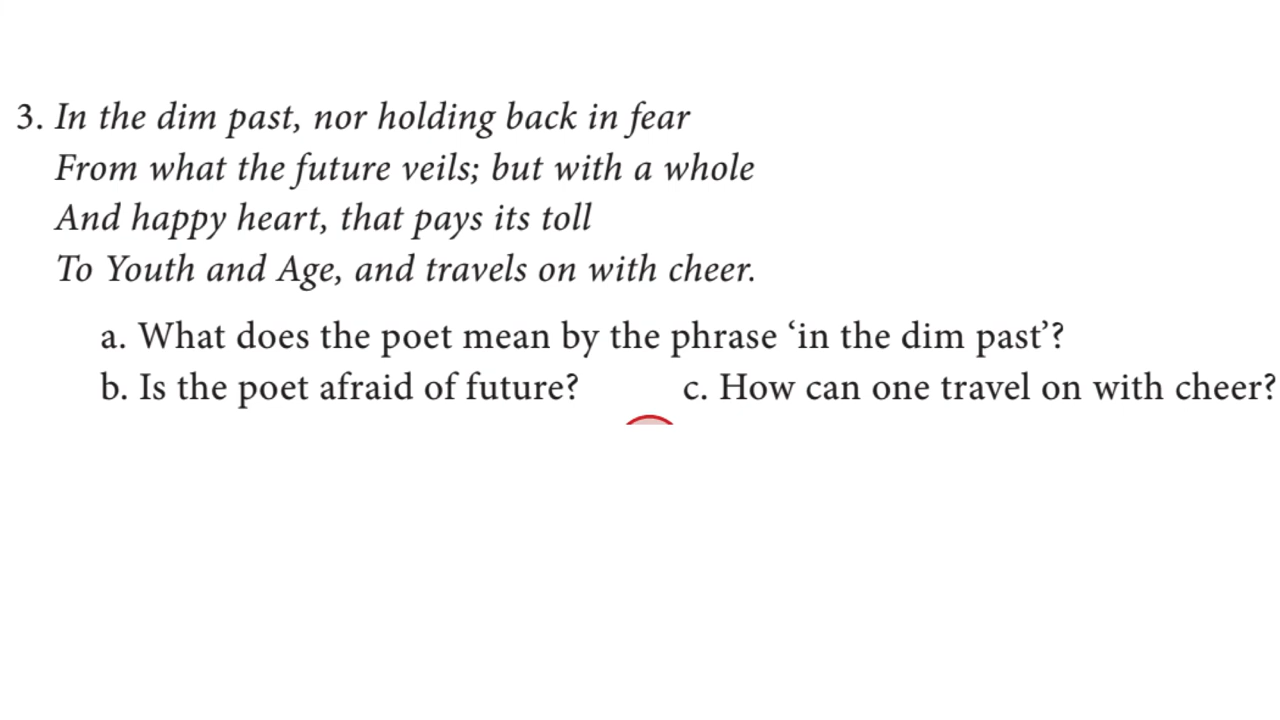 3. In the dim past, nor holding back in fear
From what the future veils; but with a whole
And happy heart, that pays its toll
To Youth and Age, and travels on with cheer.
a. What does the poet mean by the phrase ‘in the dim past’?
b. Is the poet afraid of future? c. How can one travel on with cheer?